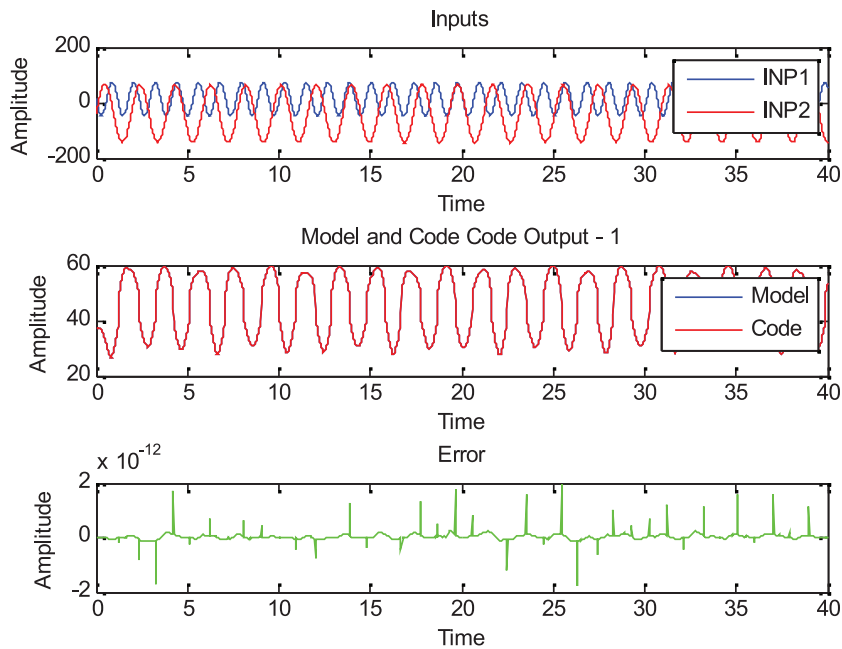 Inputs
200
0
-200
Amplitude
INP1
INP2
0 5 10 15 20 25 30 35 40
Time
Model and Code Code Output - 1
60
40
20
Amplitude
Model
Code
0 5 10 15 20 25 30 35 40
Time
Error
x 10^-12
2
0
-2
Amplitude
0 5 10 15 20 25 30 35 40
Time